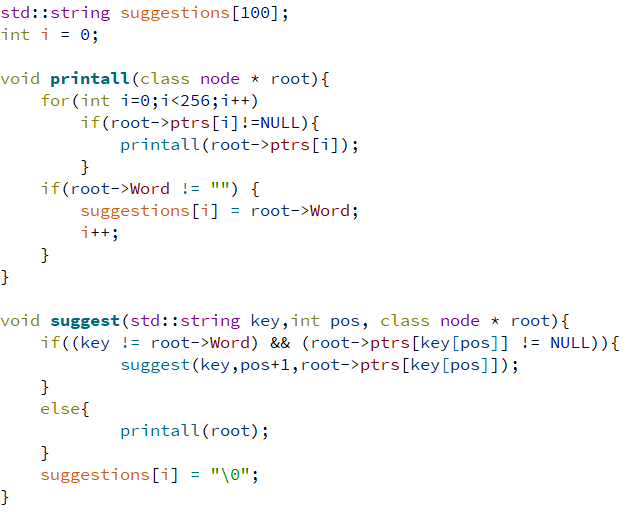 std::string suggestions[100];
int i = 0;
void printall(class node * root){
    for(int i=0;i<256;i++)
        if(root->ptrs[i]!=NULL){
            printall(root->ptrs[i]);
        }
    if(root->Word != "") {
        suggestions[i] = root->Word;
        i++;
    }
}
void suggest(std::string key,int pos, class node * root){
    if((key != root->Word) && (root->ptrs[key[pos]] != NULL)){
            suggest(key,pos+1,root->ptrs[key[pos]]);
    }
    else{
            printall(root);
    }
    suggestions[i] = "\0";
}